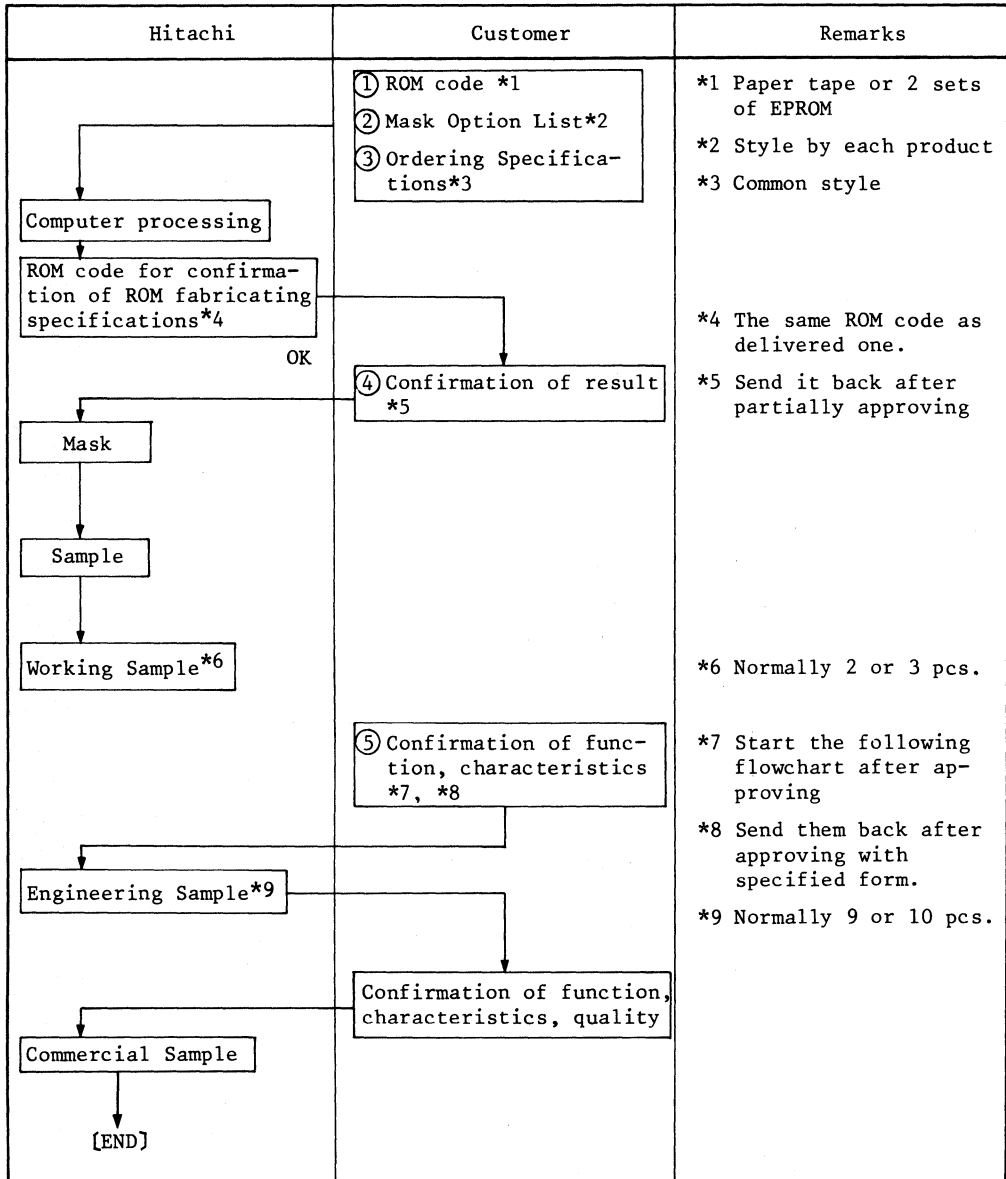 Hitachi
Customer
Remarks
① ROM code *1
② Mask Option List*2
③ Ordering Specifica-
tions*3
*1 Paper tape or 2 sets
of EPROM
*2 Style by each product
*3 Common style
Computer processing
ROM code for confirma-
tion of ROM fabricating
specifications*4
OK
*4 The same ROM code as
delivered one.
④ Confirmation of result
*5
*5 Send it back after
partially approving
Mask
Sample
Working Sample*6
*6 Normally 2 or 3 pcs.
⑤ Confirmation of func-
tion, characteristics
*7, *8
*7 Start the following
flowchart after ap-
proving
*8 Send them back after
approving with
specified form.
Engineering Sample*9
*9 Normally 9 or 10 pcs.
Confirmation of function,
characteristics, quality
Commercial Sample
[END]